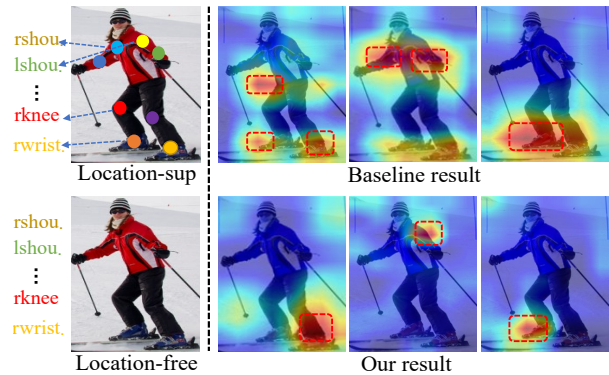 rshou.
lshou.
⋮
rknee
rwrist
Location-sup
Baseline result
rshou.
lshou.
⋮
rknee
rwrist.
Location-free
Our result